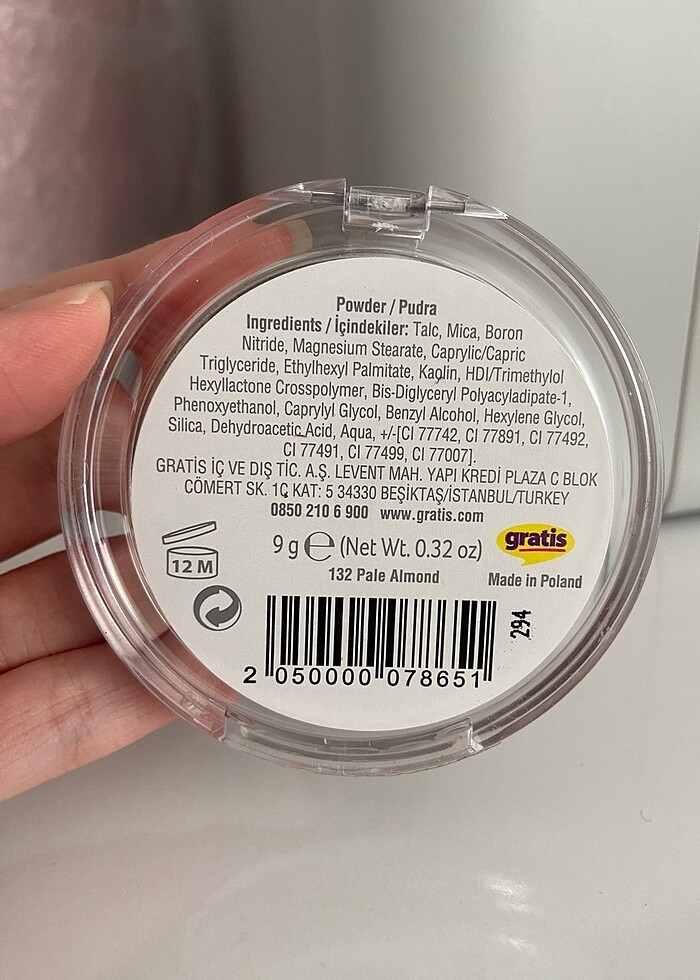 Powder / Pudra
Ingredients / İçindekiler: Talc, Mica, Boron
Nitride, Magnesium Stearate, Caprylic/Capric
Triglyceride, Ethylhexyl Palmitate, Kaolin, HDI/Trimethylol
Hexyllactone Crosspolymer, Bis-Diglyceryl Polyacyladipate-1,
Phenoxyethanol, Caprylyl Glycol, Benzyl Alcohol, Hexylene Glycol,
Silica, Dehydroacetic Acid, Aqua, +/-[CI 77742, CI 77891, CI 77492,
CI 77491, CI 77499, CI 77007].
GRATİS İÇ VE DIŞ TİC. A.Ş. LEVENT MAH. YAPI KREDİ PLAZA C BLOK
CÖMERT SK. 1C KAT: 5 34330 BEŞİKTAŞ/İSTANBUL/TURKEY
0850 210 6 900 www.gratis.com
12 M
9 g ℮ (Net Wt. 0.32 oz)
gratis
132 Pale Almond
Made in Poland
294
2 050000 078651